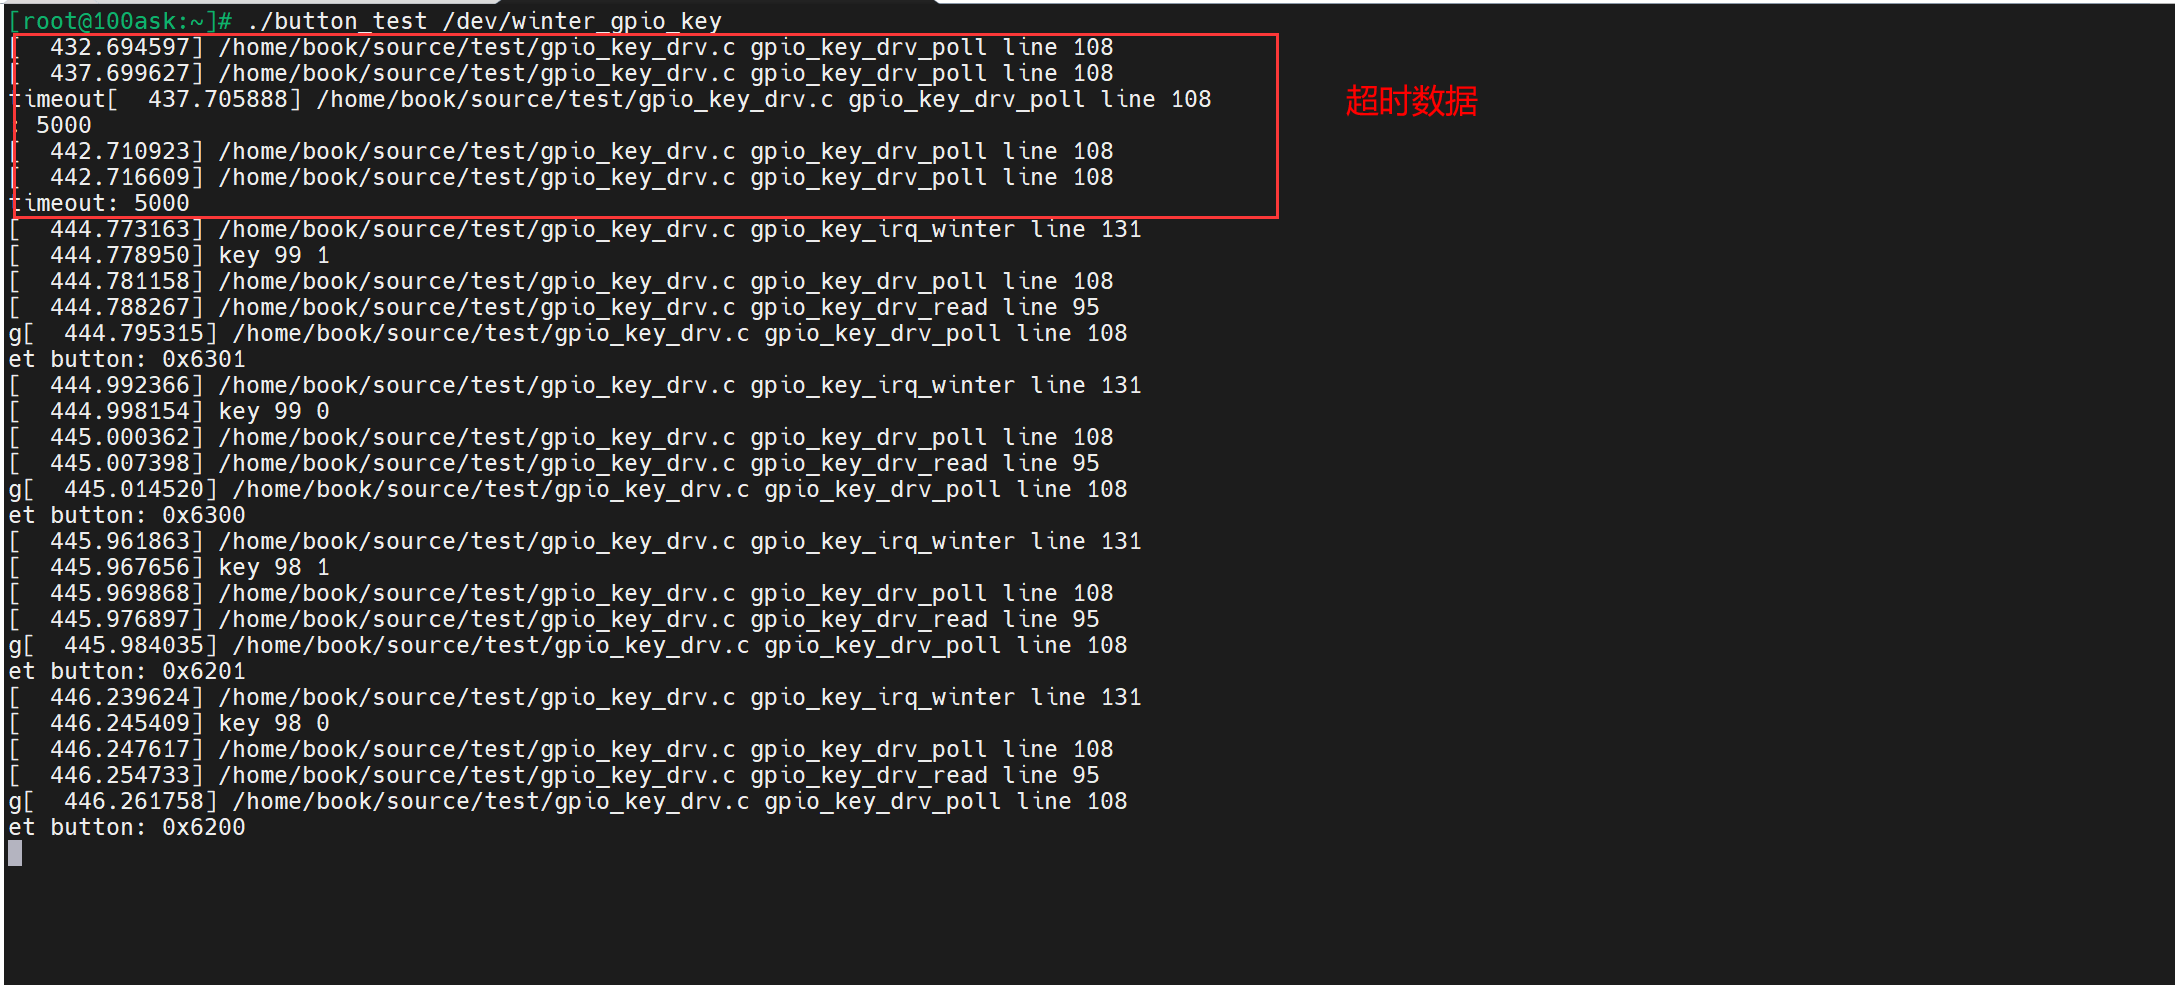 [root@100ask:~]# ./button_test /dev/winter_gpio_key
[  432.694597] /home/book/source/test/gpio_key_drv.c gpio_key_drv_poll line 108
[  437.699627] /home/book/source/test/gpio_key_drv.c gpio_key_drv_poll line 108
timeout[  437.705888] /home/book/source/test/gpio_key_drv.c gpio_key_drv_poll line 108
超时数据
: 5000
[  442.710923] /home/book/source/test/gpio_key_drv.c gpio_key_drv_poll line 108
[  442.716609] /home/book/source/test/gpio_key_drv.c gpio_key_drv_poll line 108
timeout: 5000
[  444.773163] /home/book/source/test/gpio_key_drv.c gpio_key_irq_winter line 131
[  444.778950] key 99 1
[  444.781158] /home/book/source/test/gpio_key_drv.c gpio_key_drv_poll line 108
[  444.788267] /home/book/source/test/gpio_key_drv.c gpio_key_drv_read line 95
g[  444.795315] /home/book/source/test/gpio_key_drv.c gpio_key_drv_poll line 108
et button: 0x6301
[  444.992366] /home/book/source/test/gpio_key_drv.c gpio_key_irq_winter line 131
[  444.998154] key 99 0
[  445.000362] /home/book/source/test/gpio_key_drv.c gpio_key_drv_poll line 108
[  445.007398] /home/book/source/test/gpio_key_drv.c gpio_key_drv_read line 95
g[  445.014520] /home/book/source/test/gpio_key_drv.c gpio_key_drv_poll line 108
et button: 0x6300
[  445.961863] /home/book/source/test/gpio_key_drv.c gpio_key_irq_winter line 131
[  445.967656] key 98 1
[  445.969868] /home/book/source/test/gpio_key_drv.c gpio_key_drv_poll line 108
[  445.976897] /home/book/source/test/gpio_key_drv.c gpio_key_drv_read line 95
g[  445.984035] /home/book/source/test/gpio_key_drv.c gpio_key_drv_poll line 108
et button: 0x6201
[  446.239624] /home/book/source/test/gpio_key_drv.c gpio_key_irq_winter line 131
[  446.245409] key 98 0
[  446.247617] /home/book/source/test/gpio_key_drv.c gpio_key_drv_poll line 108
[  446.254733] /home/book/source/test/gpio_key_drv.c gpio_key_drv_read line 95
g[  446.261758] /home/book/source/test/gpio_key_drv.c gpio_key_drv_poll line 108
et button: 0x6200